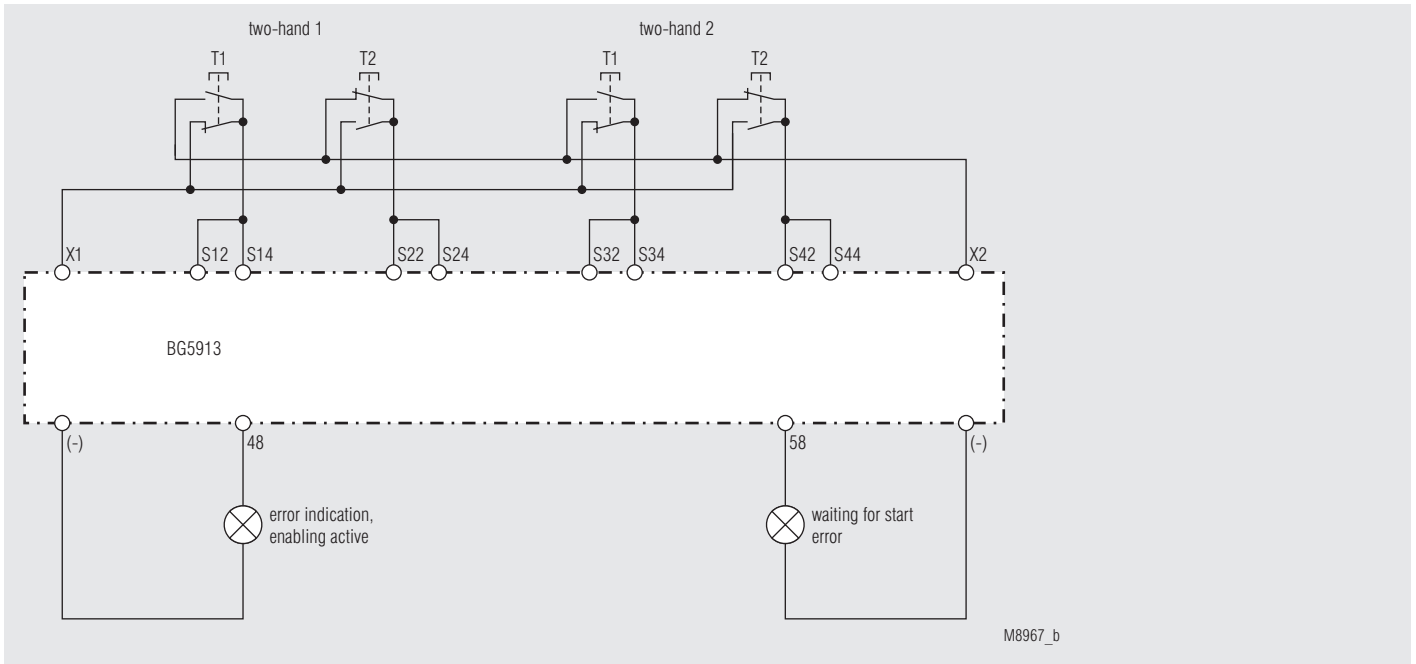 two-hand 1
two-hand 2
T1
T2
T1
T2
X1
S12
S14
S22
S24
S32
S34
S42
S44
X2
BG5913
(-)
48
58
(-)
error indication,
enabling active
waiting for start
error
M8967_b